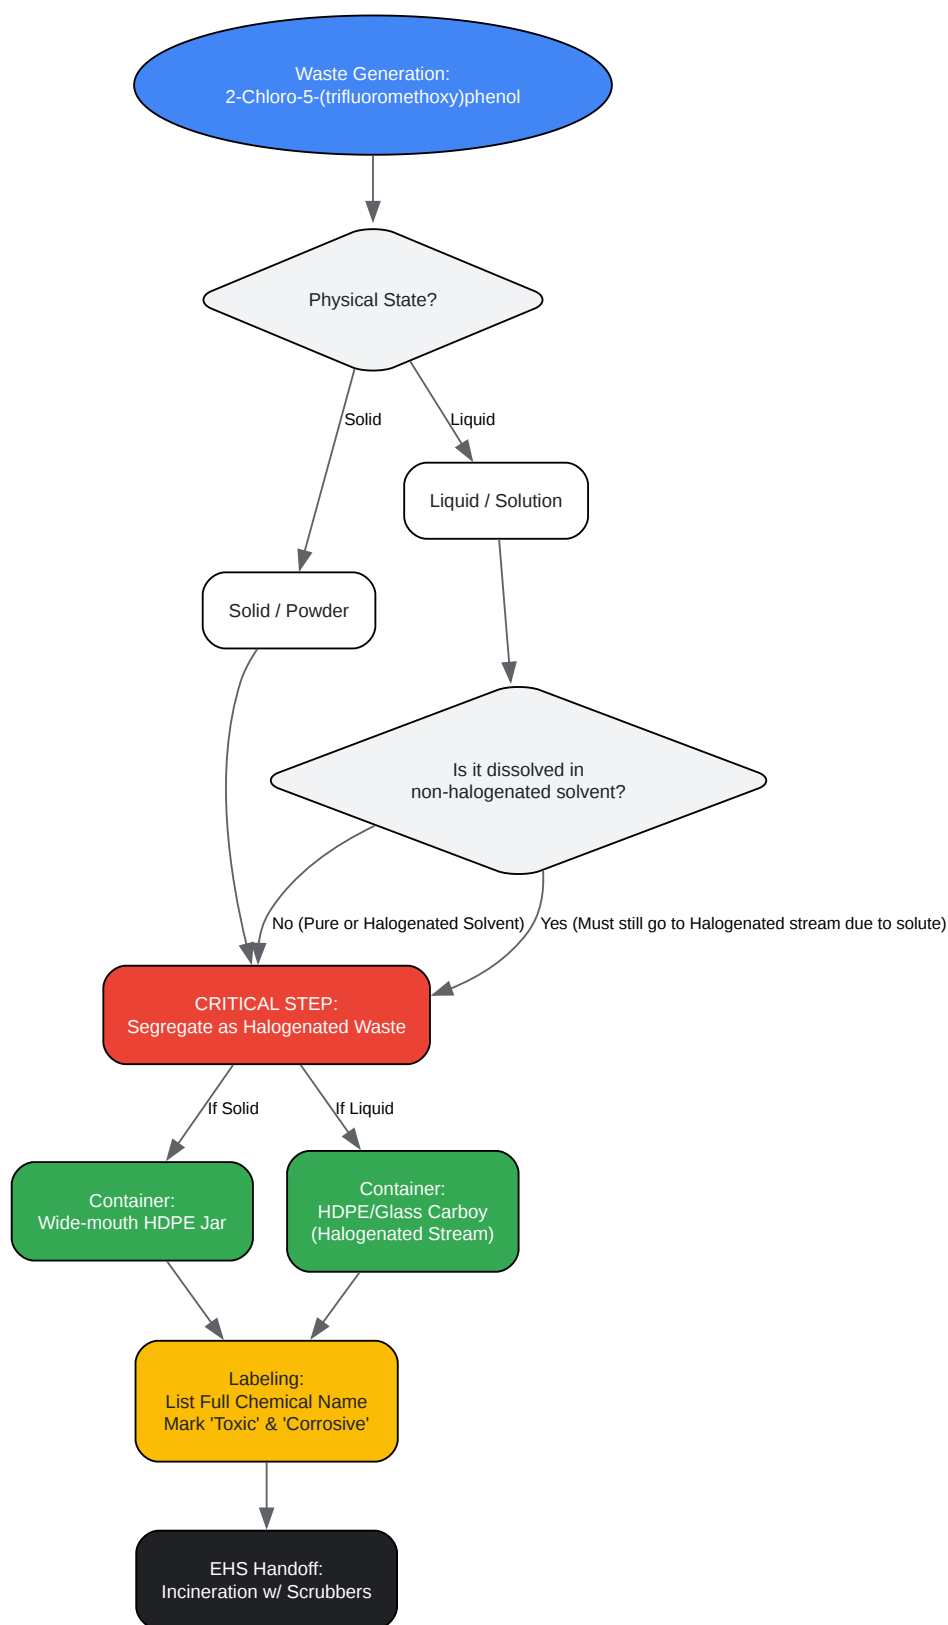 Waste Generation:
2-Chloro-5-(trifluoromethoxy)phenol
Physical State?
Solid
Liquid
Liquid / Solution
Solid / Powder
Is it dissolved in
non-halogenated solvent?
No (Pure or Halogenated Solvent)
Yes (Must still go to Halogenated stream due to solute)
CRITICAL STEP:
Segregate as Halogenated Waste
If Solid
If Liquid
Container:
Wide-mouth HDPE Jar
Container:
HDPE/Glass Carboy
(Halogenated Stream)
Labeling:
List Full Chemical Name
Mark 'Toxic' & 'Corrosive'
EHS Handoff:
Incineration w/ Scrubbers